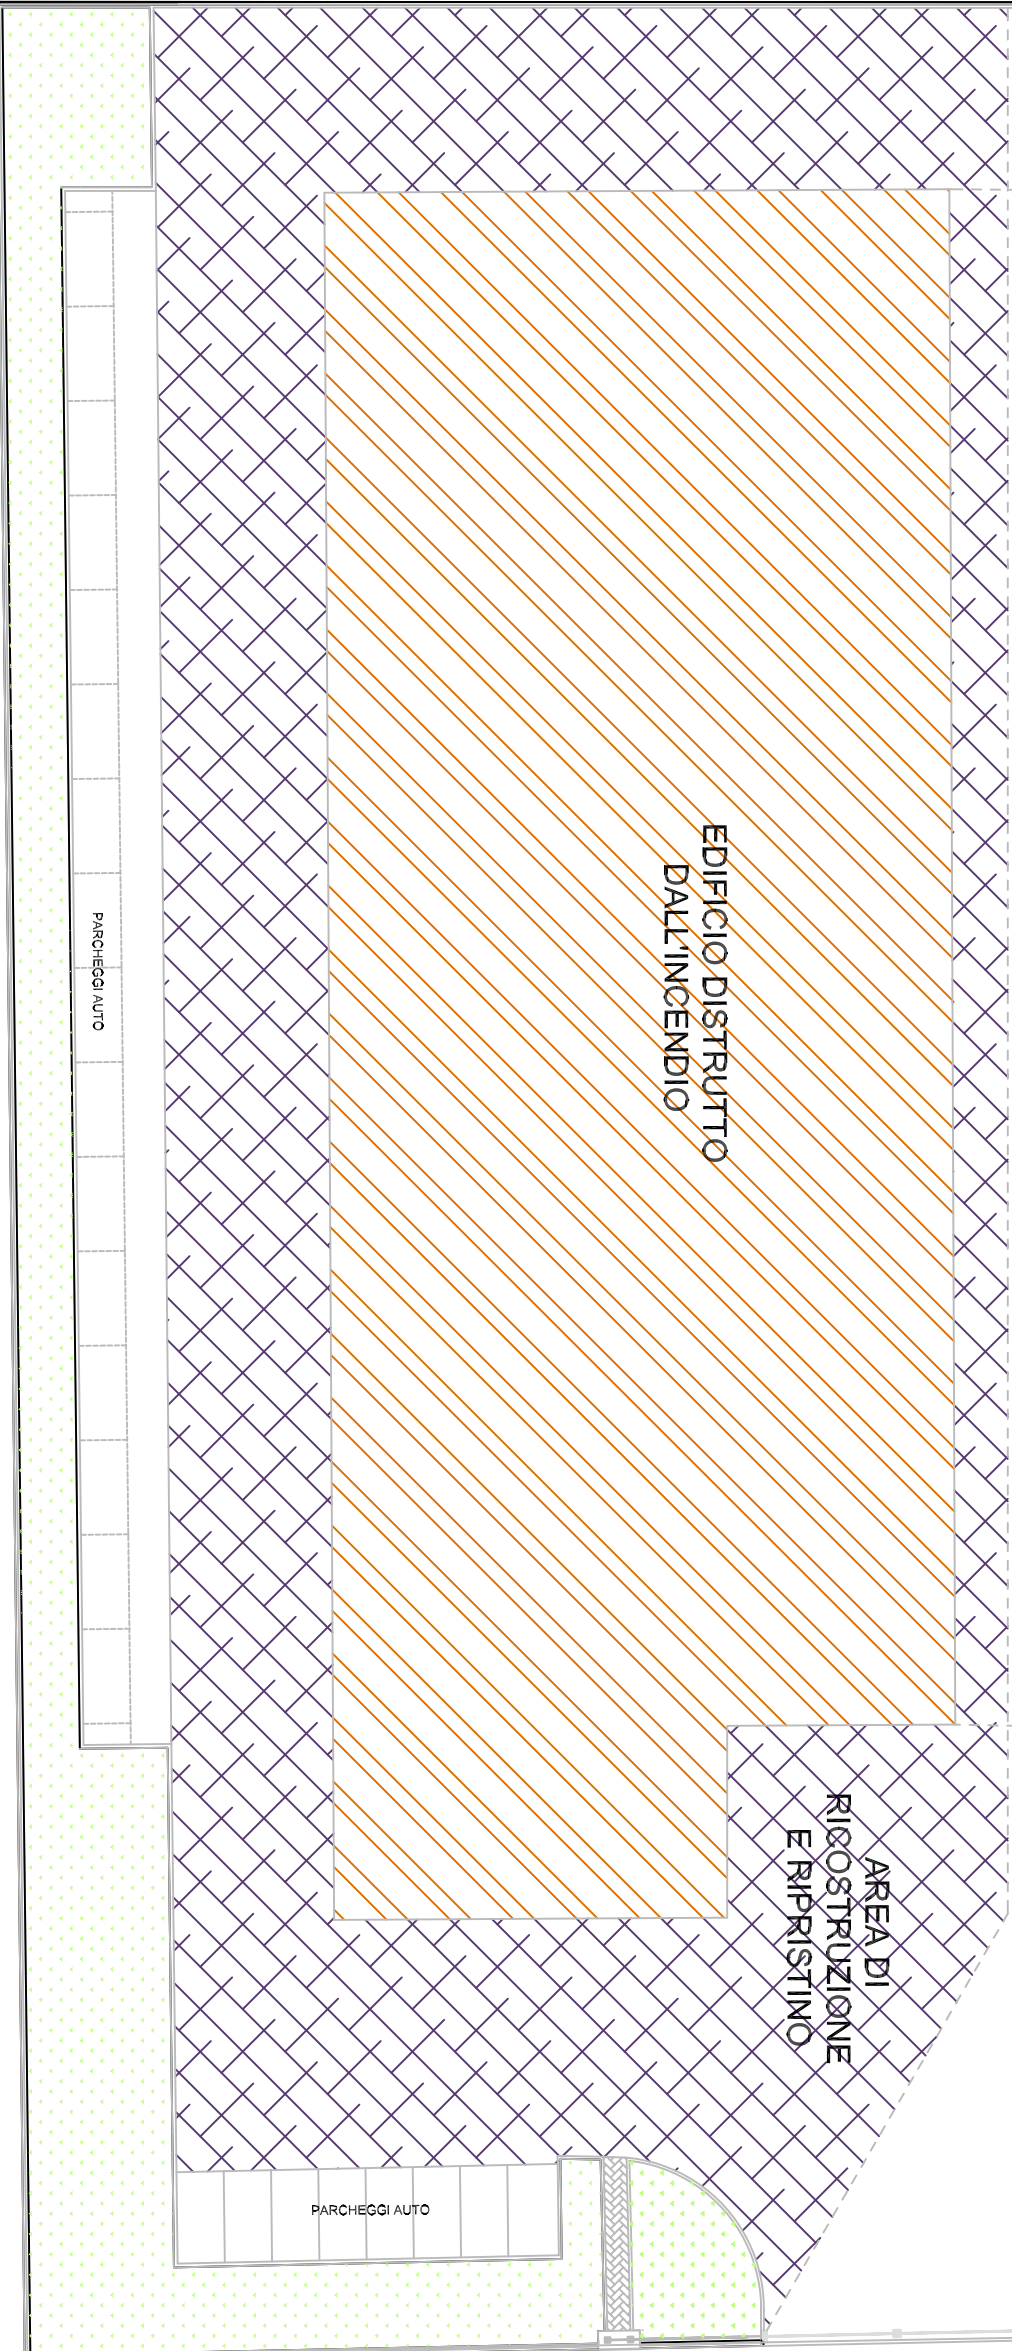 EDIFICIO DISTRUTTO
DALL'INCENDIO
PARCHEGGI AUTO
AREA DI
RICOSTRUZIONE
E RIPRISTINO
PARCHEGGI AUTO